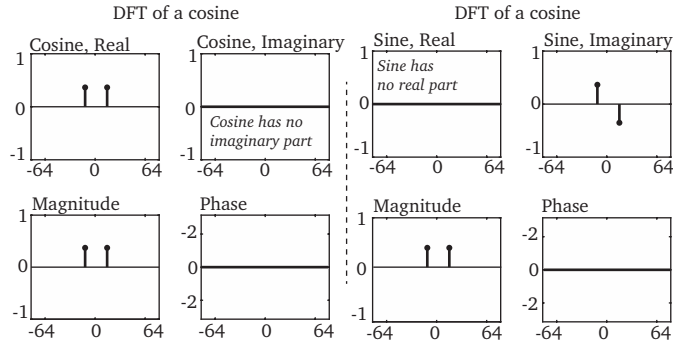 DFT of a cosine
DFT of a cosine
Cosine, Real
Cosine, Imaginary
Sine, Real
Sine, Imaginary
1
0
-1
-64 0 64
1
0
Cosine has no
imaginary part
-1
-64 0 64
1
Sine has
no real part
0
-1
-64 0 64
1
0
-1
-64 0 64
Magnitude
Phase
Magnitude
Phase
1
0
-1
-64 0 64
-2
0
-2
-64 0 64
1
0
-1
-64 0 64
-2
0
-2
-64 0 64